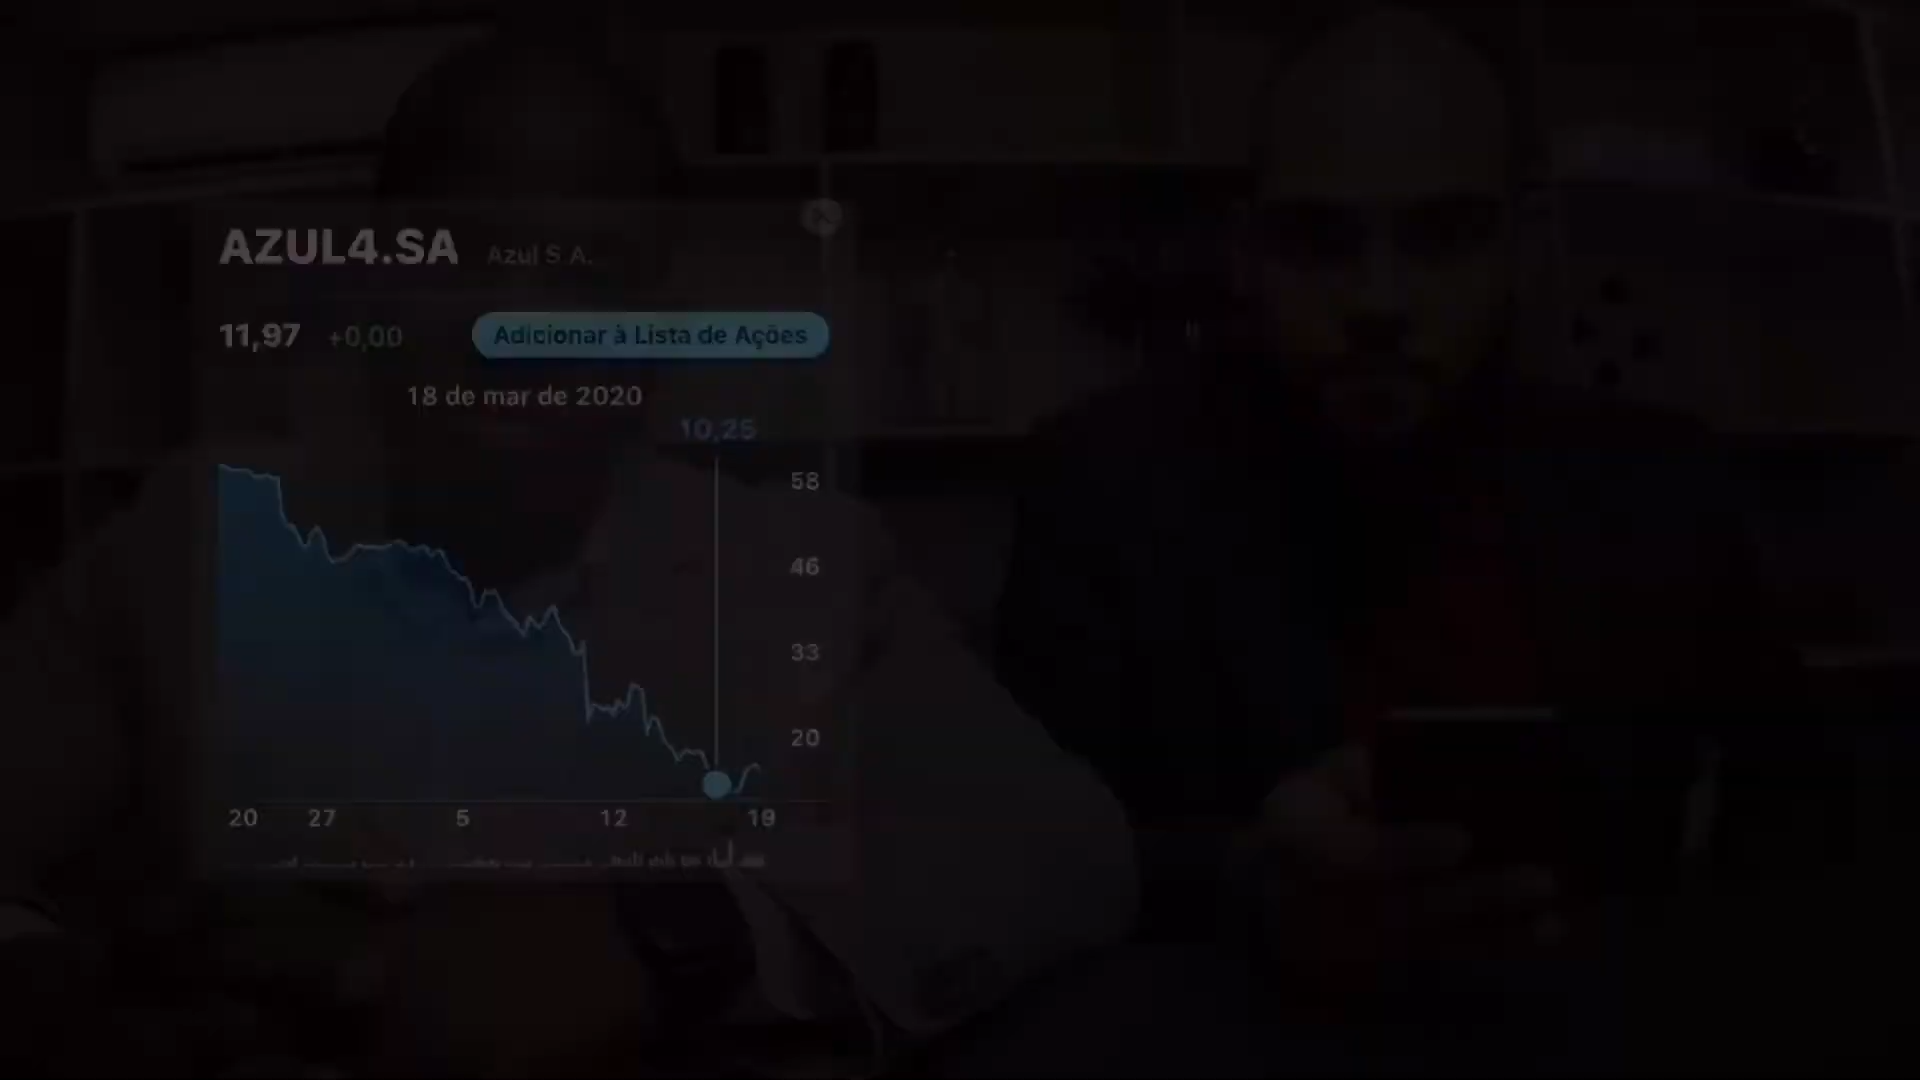 AZUL4.SA Azul S.A.
11,97 +0,00 Adicionar à Lista de Ações
18 de mar de 2020
10,25
58
46
33
20
20 27 5 12 19